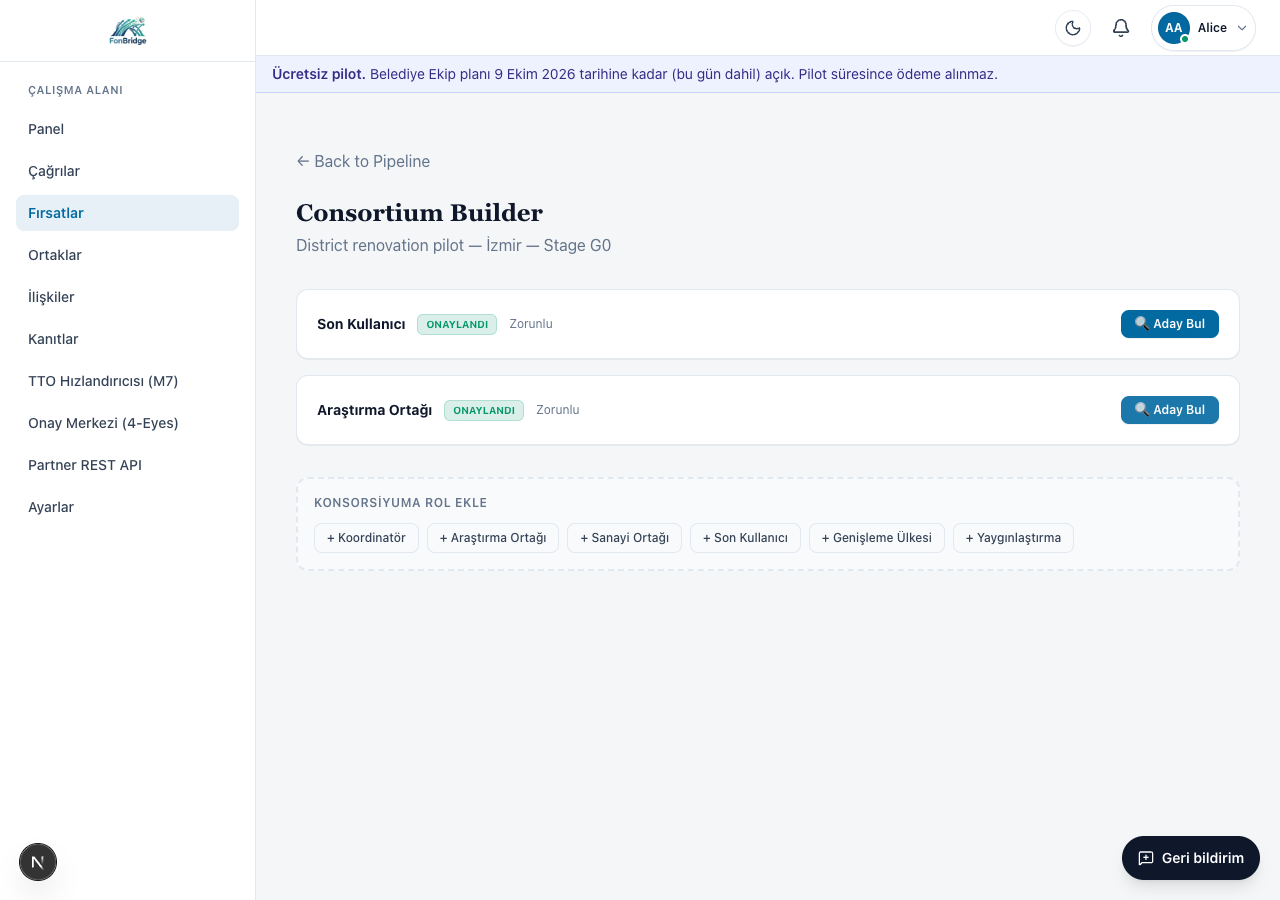 FonBridge
AA
Alice
Ücretsiz pilot. Belediye Ekip planı 9 Ekim 2026 tarihine kadar (bu gün dahil) açık. Pilot süresince ödeme alınmaz.
ÇALIŞMA ALANI
Panel
Çağrılar
Fırsatlar
Ortaklar
İlişkiler
Kanıtlar
TTO Hızlandırıcısı (M7)
Onay Merkezi (4-Eyes)
Partner REST API
Ayarlar
← Back to Pipeline
Consortium Builder
District renovation pilot — İzmir — Stage G0
Son Kullanıcı ONAYLANDI Zorunlu
🔍 Aday Bul
Araştırma Ortağı ONAYLANDI Zorunlu
🔍 Aday Bul
KONSORSİYUMA ROL EKLE
+ Koordinatör + Araştırma Ortağı + Sanayi Ortağı + Son Kullanıcı + Genişleme Ülkesi + Yaygınlaştırma
N
Geri bildirim